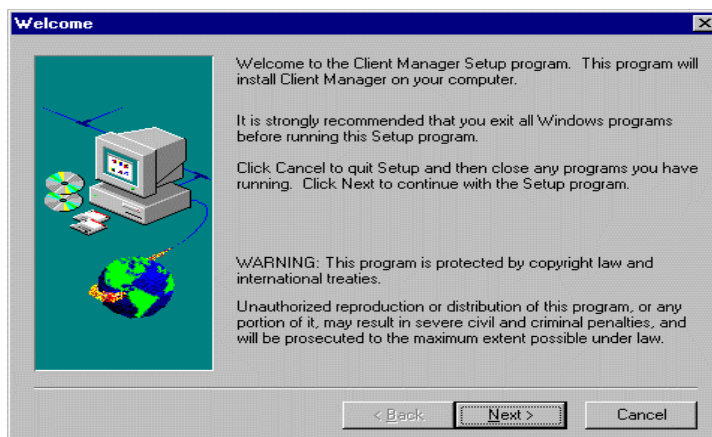 Welcome
Welcome to the Client Manager Setup program. This program will
install Client Manager on your computer.
It is strongly recommended that you exit all Windows programs
before running this Setup program.
Click Cancel to quit Setup and then close any programs you have
running. Click Next to continue with the Setup program.
WARNING: This program is protected by copyright law and
international treaties.
Unauthorized reproduction or distribution of this program, or any
portion of it, may result in severe civil and criminal penalties, and
will be prosecuted to the maximum extent possible under law.
< Back Next > Cancel